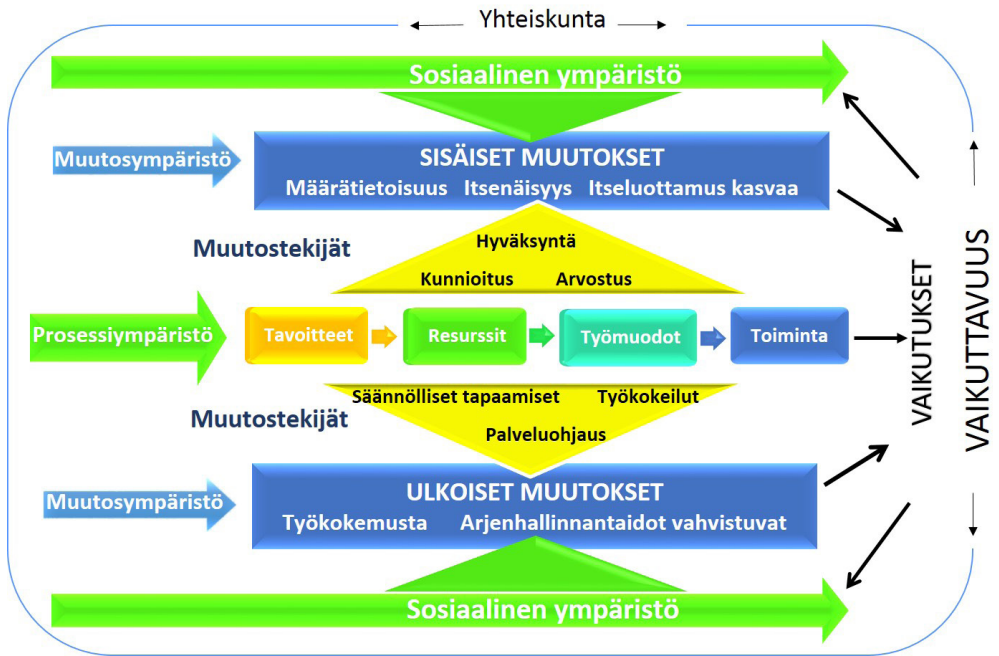 Yhteiskunta
Sosiaalinen ympäristö
Muutosympäristö
SISÄISET MUUTOKSET
Määrätietoisuus Itsenäisyys Itseluottamus kasvaa
Muutostekijät
Hyväksyntä
Kunnioitus Arvostus
Prosessiympäristö
Tavoitteet
Resurssit
Työmuodot
Toiminta
VAIKUTUKSET
VAIKUTTAVUUS
Muutostekijät
Säännölliset tapaamiset Työkokeilut
Palveluohjaus
Muutosympäristö
ULKOISET MUUTOKSET
Työkokemusta Arjenhallinnantaidot vahvistuvat
Sosiaalinen ympäristö